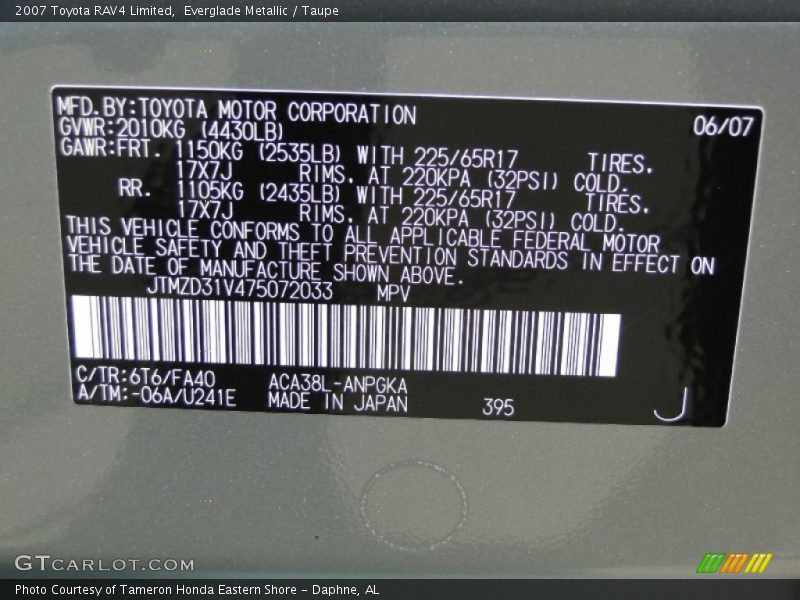 2007 Toyota RAV4 Limited, Everglade Metallic / Taupe
MFD.BY:TOYOTA MOTOR CORPORATION 06/07
GVWR:2010KG (4430LB)
GAWR:FRT. 1150KG (2535LB) WITH 225/65R17 TIRES.
17X7J RIMS. AT 220KPA (32PSI) COLD.
RR. 1105KG (2435LB) WITH 225/65R17 TIRES.
17X7J RIMS. AT 220KPA (32PSI) COLD.
THIS VEHICLE CONFORMS TO ALL APPLICABLE FEDERAL MOTOR
VEHICLE SAFETY AND THEFT PREVENTION STANDARDS IN EFFECT ON
THE DATE OF MANUFACTURE SHOWN ABOVE.
JTMZD31V475072033 MPV
C/TR:6T6/FA40 ACA38L-ANPGKA
A/TM:-06A/U241E MADE IN JAPAN 395 J
GTCARLOT.COM
Photo Courtesy of Tameron Honda Eastern Shore - Daphne, AL